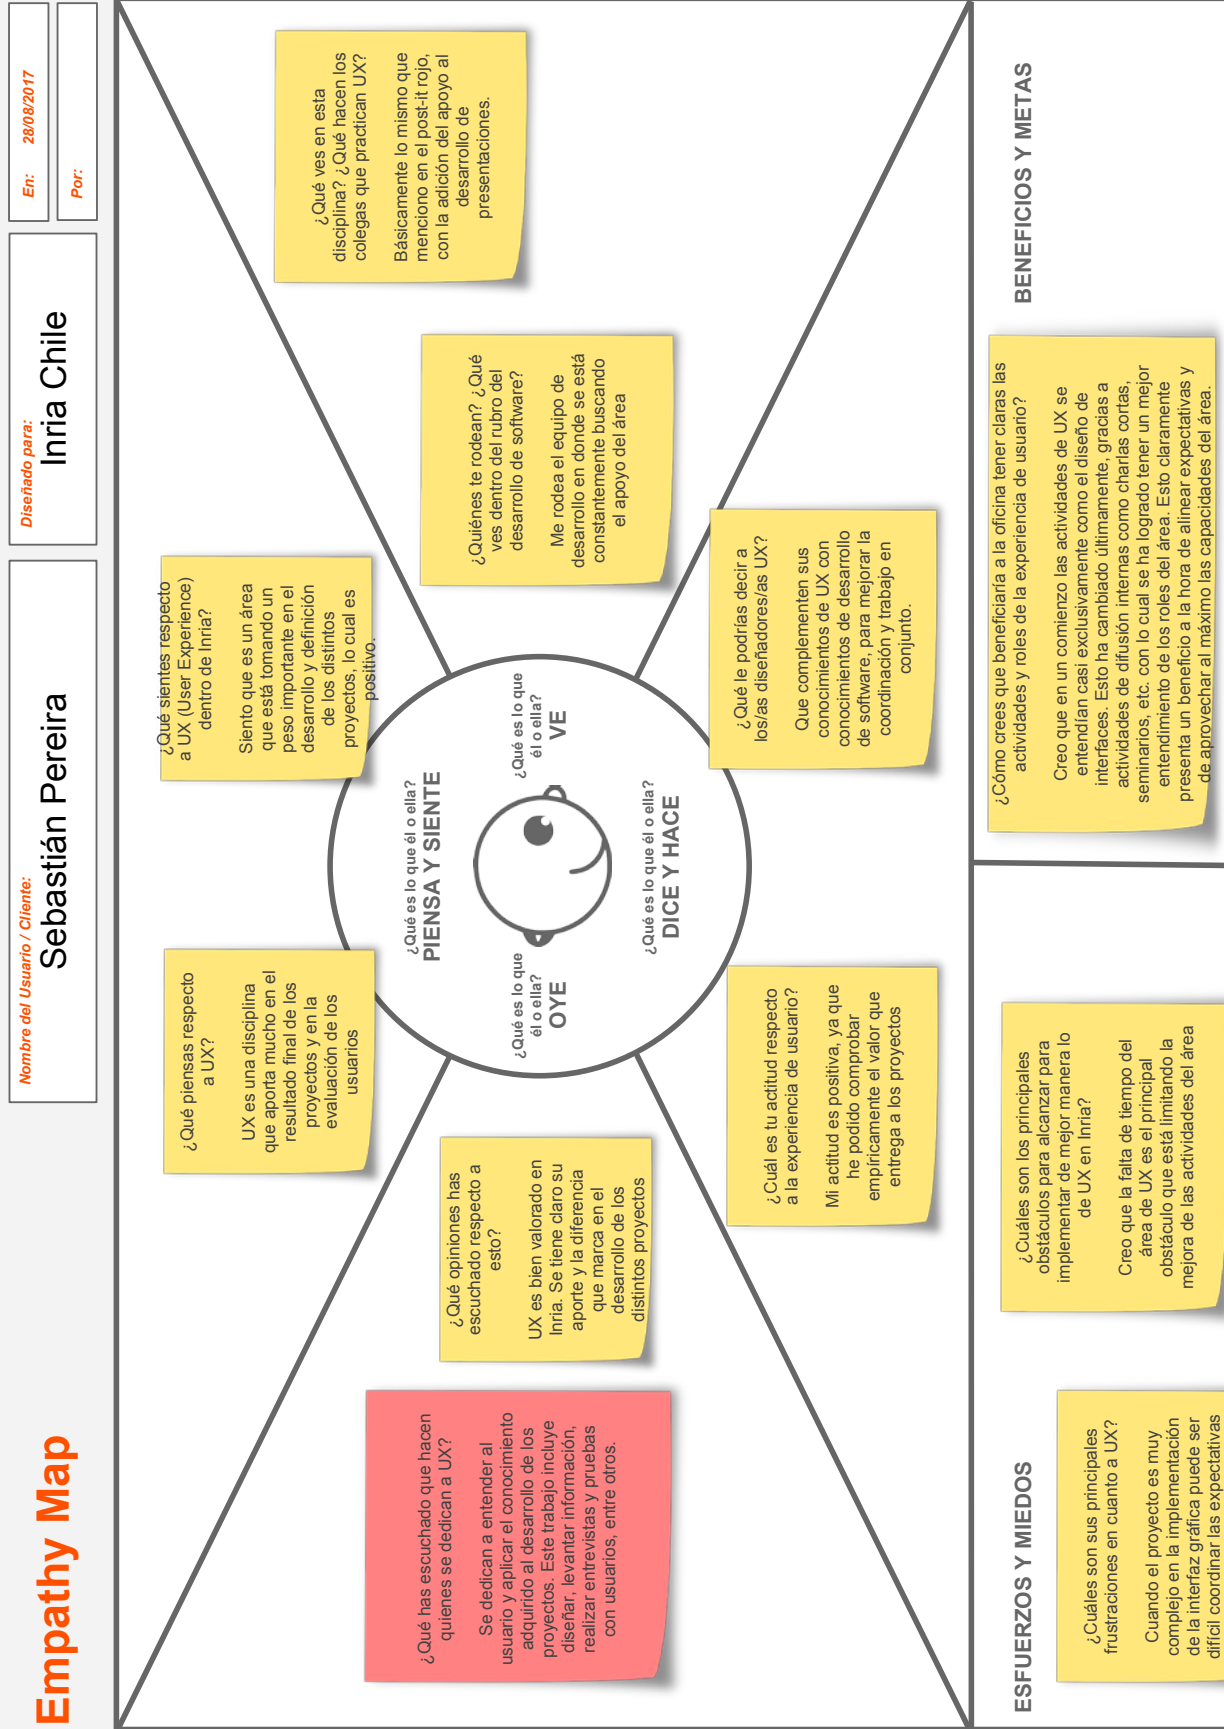 Empathy Map
Nombre del Usuario / Cliente:
Sebastián Pereira
Diseñado para:
Inria Chile
En: 28/08/2017
Por:
¿Qué piensas respecto
a UX?
UX es una disciplina
que aporta mucho en el
resultado final de los
proyectos y en la
evaluación de los
usuarios
¿Qué sientes respecto
a UX (User Experience)
dentro de Inria?
Siento que es un área
que está tomando un
peso importante en el
desarrollo y definición
de los distintos
proyectos, lo cual es
positivo.
¿Qué has escuchado que hacen
quienes se dedican a UX?
Se dedican a entender al
usuario y aplicar el conocimiento
adquirido al desarrollo de los
proyectos. Este trabajo incluye
diseñar, levantar información,
realizar entrevistas y pruebas
con usuarios, entre otros.
¿Qué opiniones has
escuchado respecto a
esto?
UX es bien valorado en
Inria. Se tiene claro su
aporte y la diferencia
que marca en el
desarrollo de los
distintos proyectos
¿Qué es lo que él o ella?
PIENSA Y SIENTE
¿Qué es lo que
él o ella?
OYE
¿Qué es lo que
él o ella?
VE
¿Qué es lo que él o ella?
DICE Y HACE
¿Quiénes te rodean? ¿Qué
ves dentro del rubro del
desarrollo de software?
Me rodea el equipo de
desarrollo en donde se está
constantemente buscando
el apoyo del área
¿Qué ves en esta
disciplina? ¿Qué hacen los
colegas que practican UX?
Básicamente lo mismo que
menciono en el post-it rojo,
con la adición del apoyo al
desarrollo de
presentaciones.
¿Cuál es tu actitud respecto
a la experiencia de usuario?
Mi actitud es positiva, ya que
he podido comprobar
empíricamente el valor que
entrega a los proyectos
¿Qué le podrías decir a
los/as diseñadores/as UX?
Que complementen sus
conocimientos de UX con
conocimientos de desarrollo
de software, para mejorar la
coordinación y trabajo en
conjunto.
ESFUERZOS Y MIEDOS
¿Cuáles son sus principales
frustraciones en cuanto a UX?
Cuando el proyecto es muy
complejo en la implementación
de la interfaz gráfica puede ser
difícil coordinar las expectativas
¿Cuáles son los principales
obstáculos para alcanzar para
implementar de mejor manera lo
de UX en Inria?
Creo que la falta de tiempo del
área de UX es el principal
obstáculo que está limitando la
mejora de las actividades del área
BENEFICIOS Y METAS
¿Cómo crees que beneficiaría a la oficina tener claras las
actividades y roles de la experiencia de usuario?
Creo que en un comienzo las actividades de UX se
entendían casi exclusivamente como el diseño de
interfaces. Esto ha cambiado últimamente, gracias a
actividades de difusión internas como charlas cortas,
seminarios, etc. con lo cual se ha logrado tener un mejor
entendimiento de los roles del área. Esto claramente
presenta un beneficio a la hora de alinear expectativas y
de aprovechar al máximo las capacidades del área.